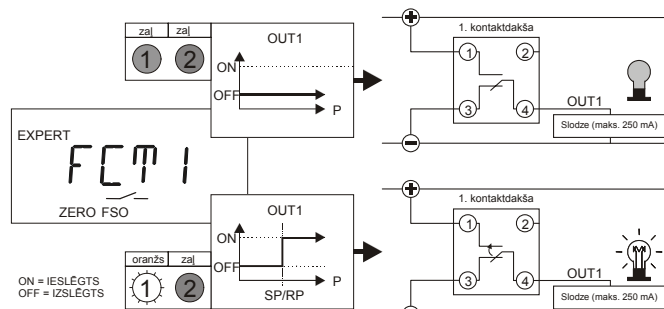 zaļ zaļ
1 2
OUT1
ON
OFF
P
1. kontaktdakša
1 2
3 4
OUT1
Slodze (maks. 250 mA)
EXPERT
FCT1
ZERO FSO
oranžs zaļ
1 2
OUT1
ON
OFF
P
SP/RP
1. kontaktdakša
1 2
3 4
OUT1
Slodze (maks. 250 mA)
ON = IESLĒGTS
OFF = IZSLĒGTS